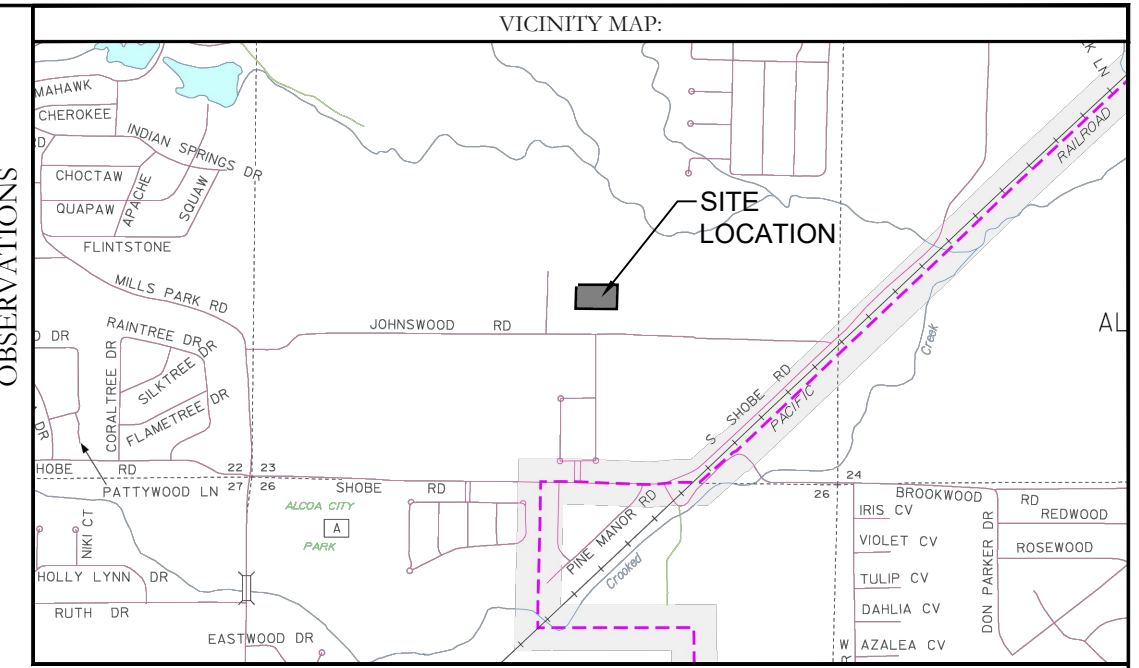 VICINITY MAP:
OBSERVATIONS
MAHAWK
CHEROKEE
RD
INDIAN SPRINGS DR
CHOCTAW
APACHE
SQUAW
QUAPAW
FLINTSTONE
MILLS PARK RD
SITE
LOCATION
K LN
RAILROAD
PACIFIC
S SHOBE RD
Creek
AL
JOHNSWOOD RD
D DR
RAINTREE DR
CORALTREE DR
SILKTREE DR
FLAMETREE DR
DR
HOBE RD
22 23
27 26
PATTYWOOD LN
SHOBE RD
ALCOA CITY
A
PARK
NIKI CT
HOLLY LYNN DR
RUTH DR
EASTWOOD DR
PINE MANOR RD
Crooked
24
26
BROOKWOOD RD
REDWOOD
ROSEWOOD
DON PARKER DR
IRIS CV
VIOLET CV
TULIP CV
DAHLIA CV
AZALEA CV